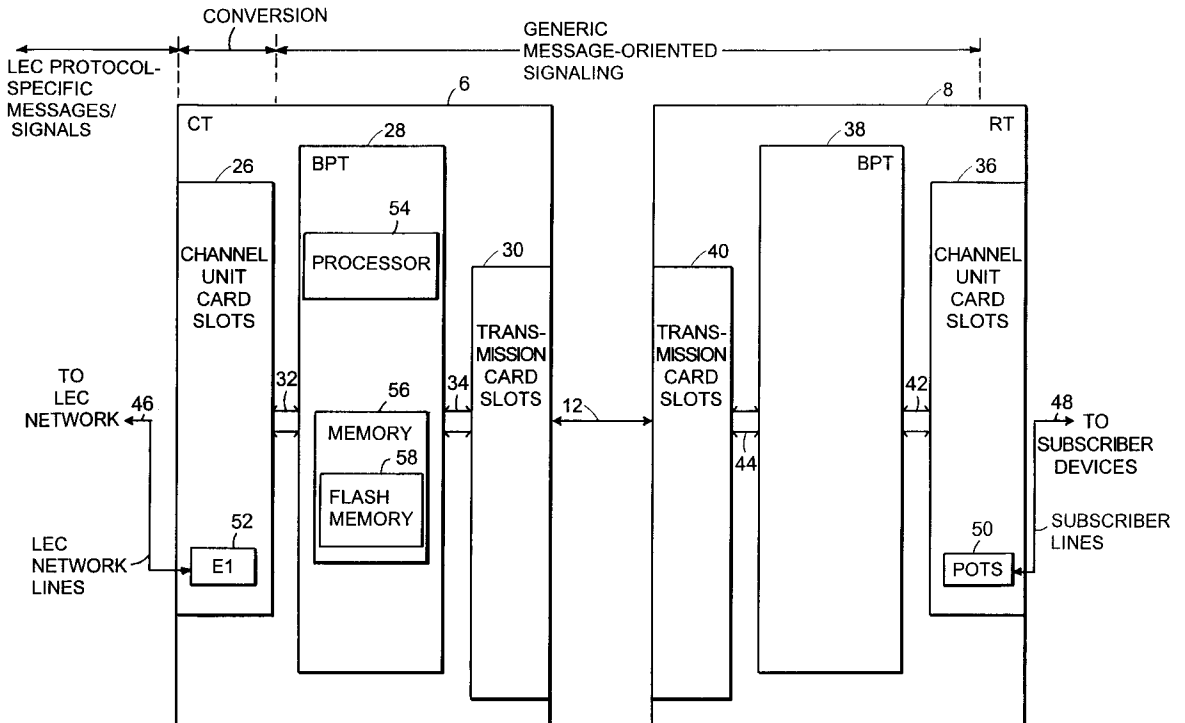 CONVERSION
GENERIC
MESSAGE-ORIENTED
SIGNALING
LEC PROTOCOL-
SPECIFIC
MESSAGES/
SIGNALS
6
8
CT
RT
28
BPT
38
BPT
26
36
54
PROCESSOR
CHANNEL
UNIT
CARD
SLOTS
30
TRANS-
MISSION
CARD
SLOTS
40
TRANS-
MISSION
CARD
SLOTS
CHANNEL
UNIT
CARD
SLOTS
TO
LEC
NETWORK
46
32
34
12
44
42
48
TO
SUBSCRIBER
DEVICES
56
MEMORY
58
FLASH
MEMORY
52
E1
LEC
NETWORK
LINES
50
POTS
SUBSCRIBER
LINES